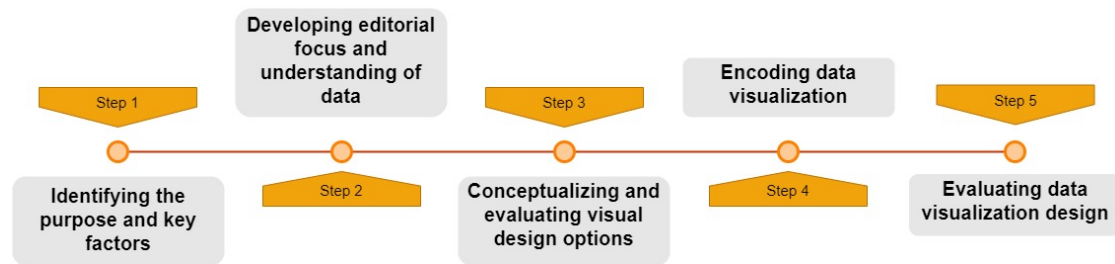 Step 1
Identifying the
purpose and key
factors
Developing editorial
focus and
understanding of
data
Step 2
Step 3
Conceptualizing and
evaluating visual
design options
Encoding data
visualization
Step 4
Step 5
Evaluating data
visualization design